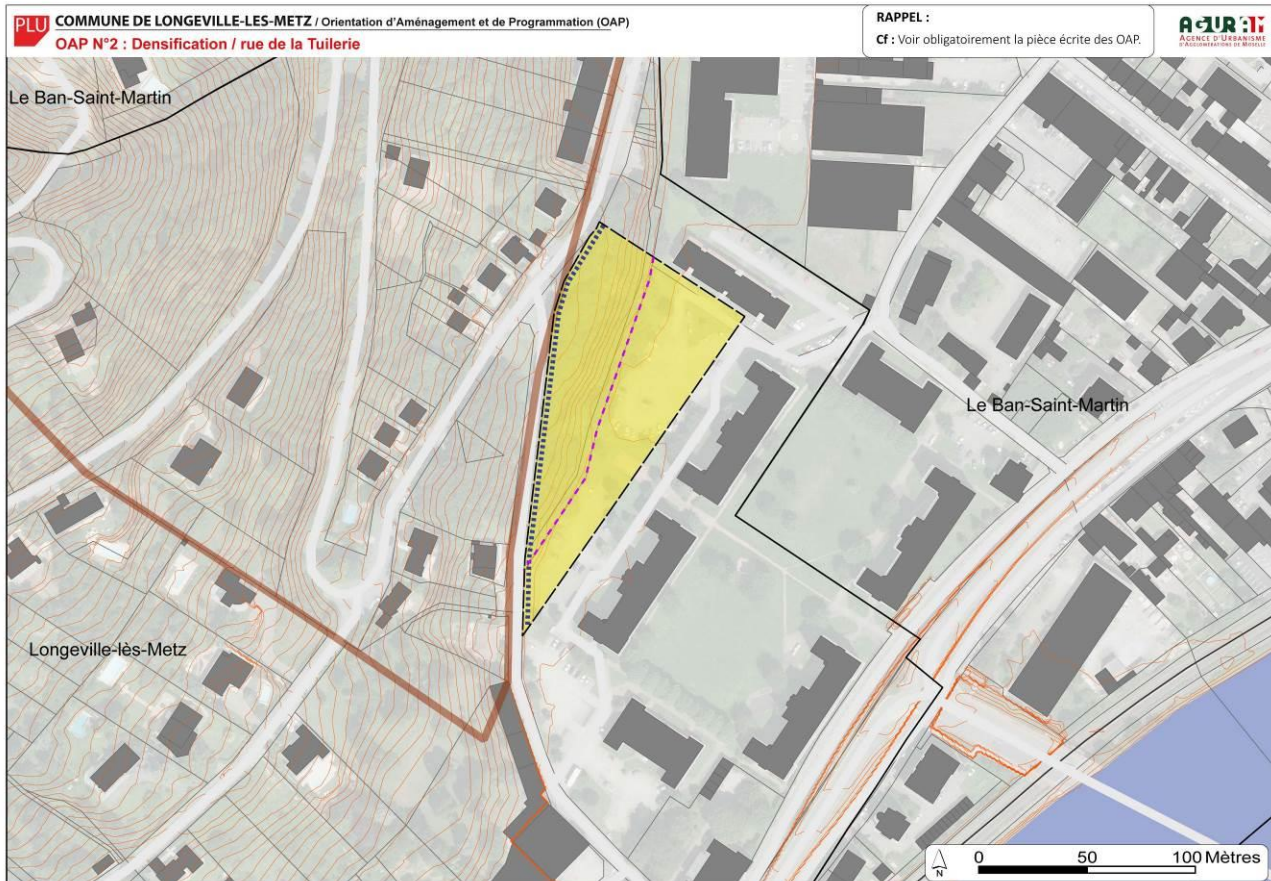 PLU COMMUNE DE LONGEVILLE-LES-METZ / Orientation d'Aménagement et de Programmation (OAP)
OAP N°2 : Densification / rue de la Tuilerie
RAPPEL :
Cf : Voir obligatoirement la pièce écrite des OAP.
AGURAM
AGENCE D'URBANISME
D'AGGLOMÉRATIONS DE MOSELLE
Le Ban-Saint-Martin
Le Ban-Saint-Martin
Longeville-lès-Metz
N
0 50 100 Mètres